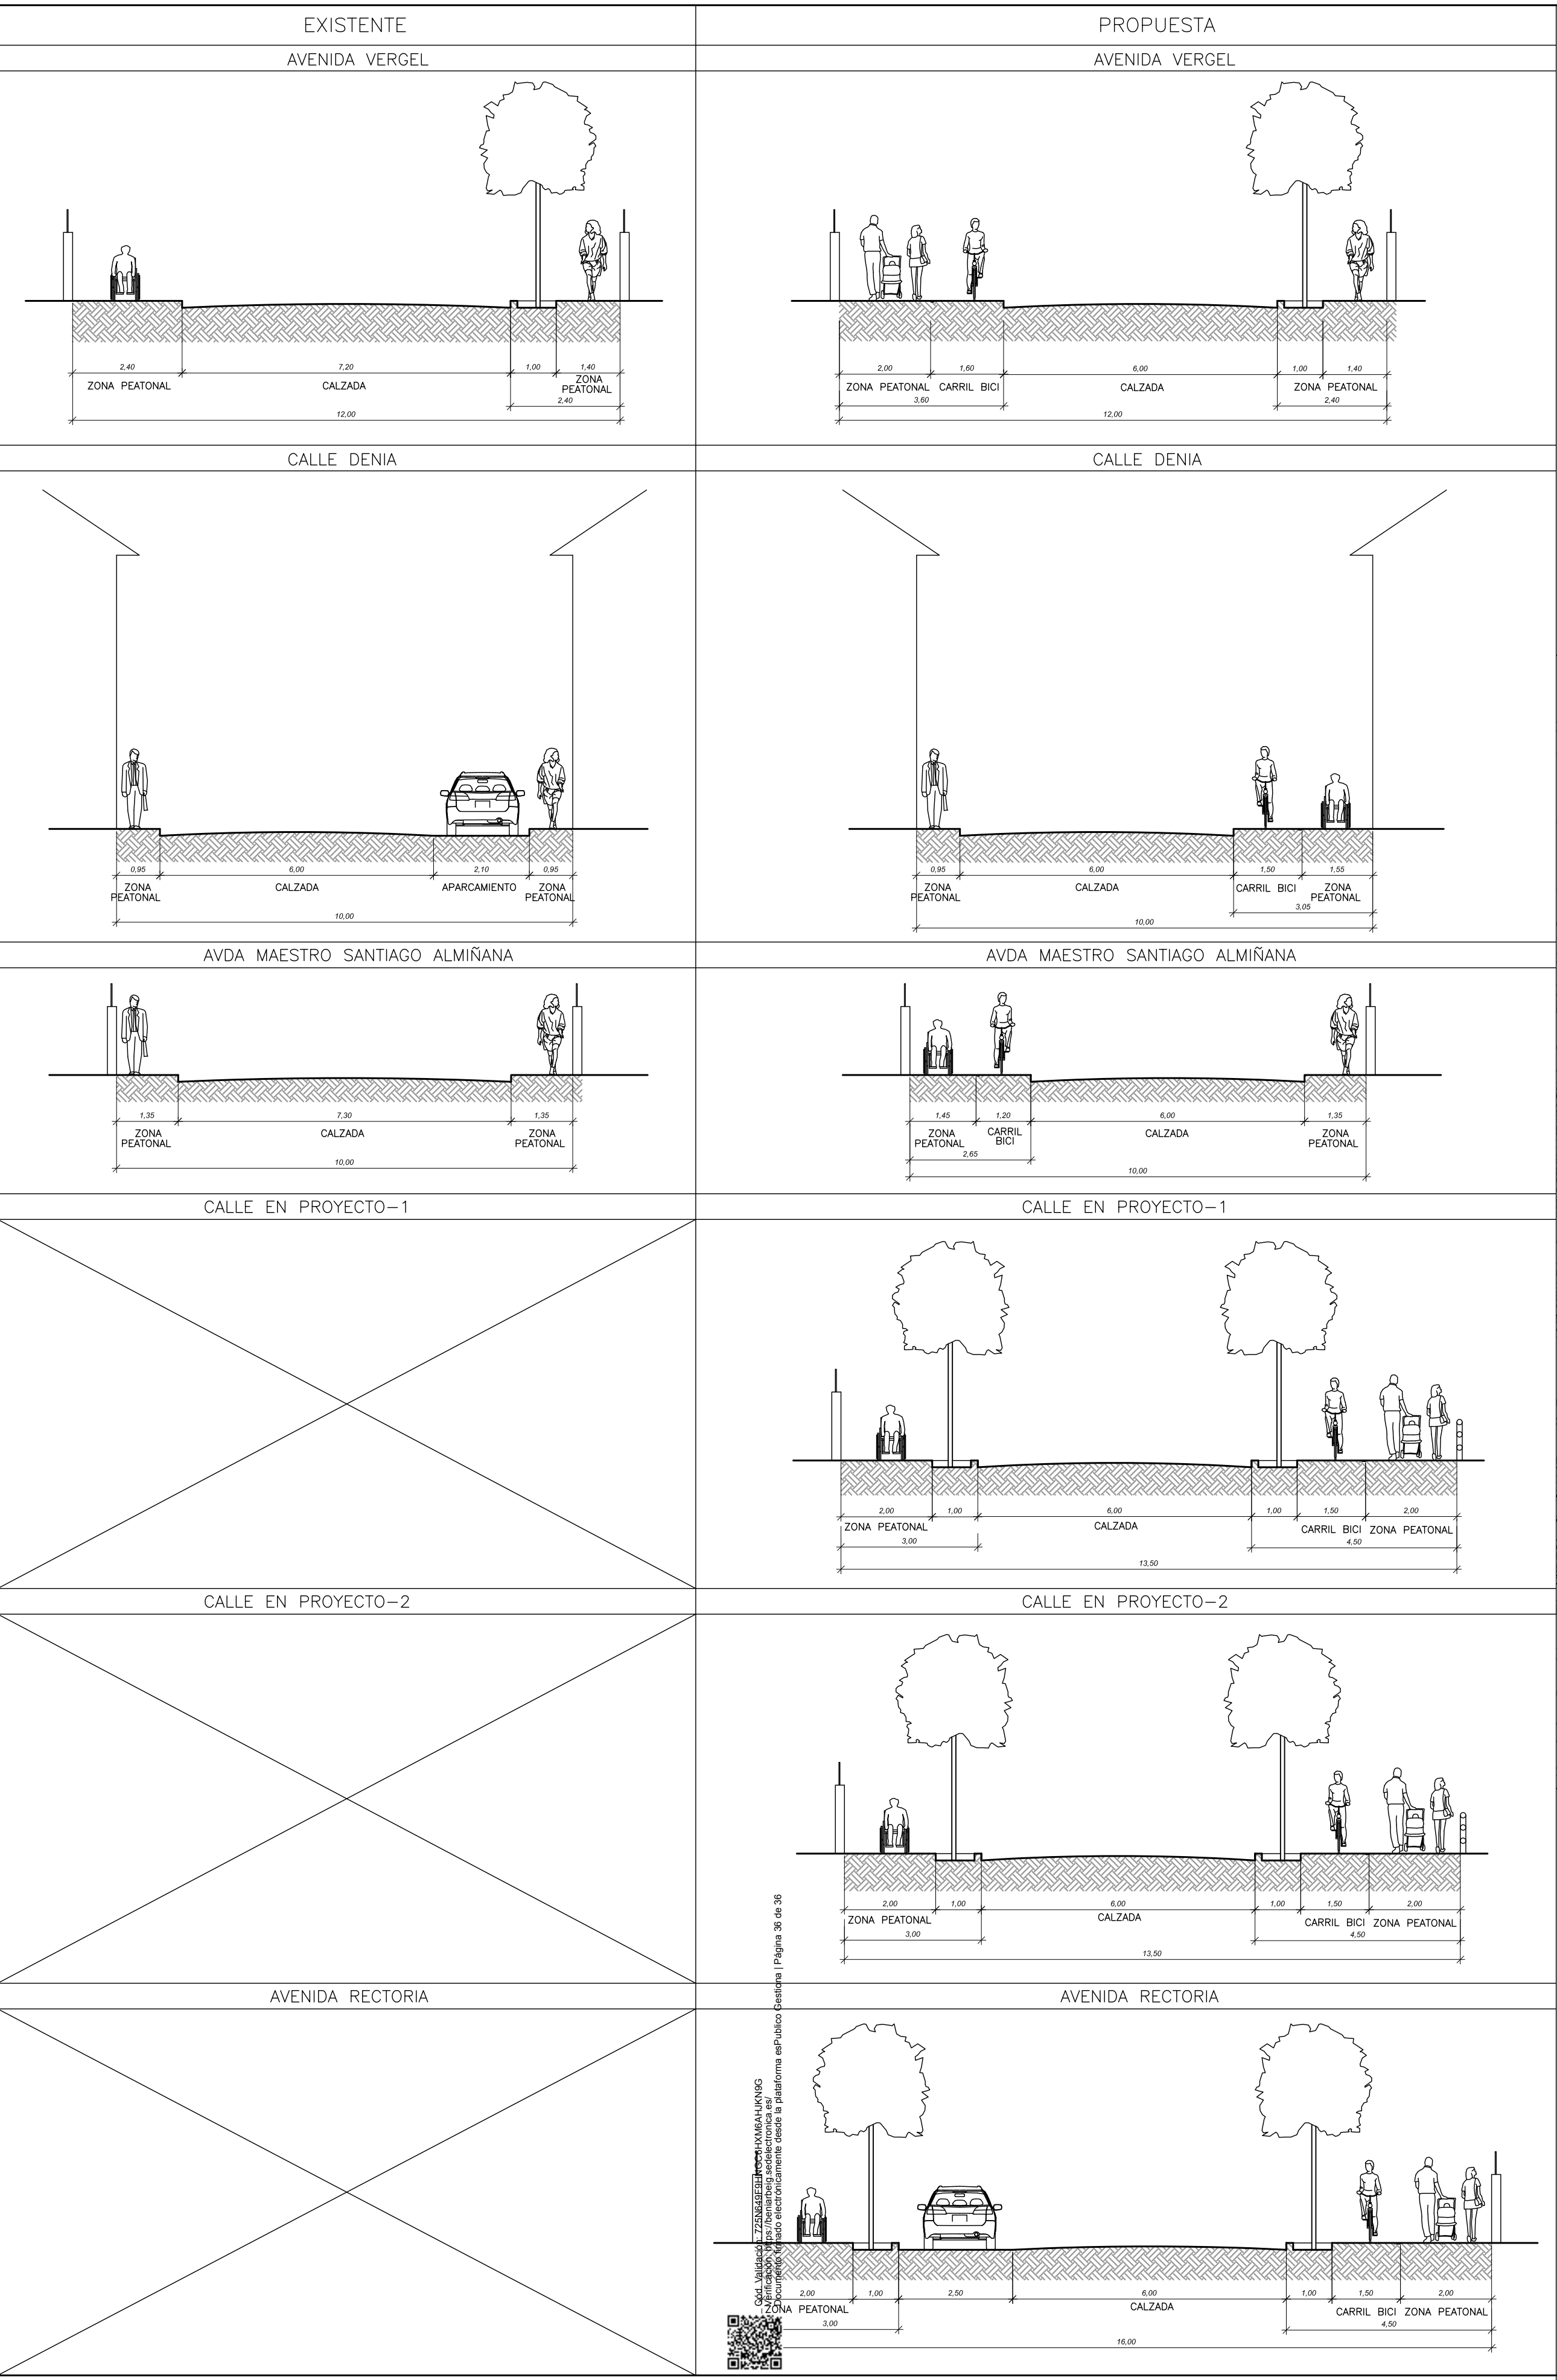 EXISTENTE
PROPUESTA
AVENIDA VERGEL
AVENIDA VERGEL
2,40
7,20
1,00
1,40
ZONA PEATONAL
CALZADA
ZONA
PEATONAL
2,40
12,00
2,00
1,60
6,00
1,00
1,40
ZONA PEATONAL
CARRIL BICI
CALZADA
ZONA PEATONAL
3,60
2,40
12,00
CALLE DENIA
CALLE DENIA
0,95
6,00
2,10
0,95
ZONA
PEATONAL
CALZADA
APARCAMIENTO
ZONA
PEATONAL
10,00
0,95
6,00
1,50
1,55
ZONA
PEATONAL
CALZADA
CARRIL BICI
ZONA
PEATONAL
3,05
10,00
AVDA MAESTRO SANTIAGO ALMIÑANA
AVDA MAESTRO SANTIAGO ALMIÑANA
1,35
7,30
1,35
ZONA
PEATONAL
CALZADA
ZONA
PEATONAL
10,00
1,45
1,20
6,00
1,35
ZONA
PEATONAL
CARRIL
BICI
CALZADA
ZONA
PEATONAL
2,65
10,00
CALLE EN PROYECTO-1
CALLE EN PROYECTO-1
2,00
1,00
6,00
1,00
1,50
2,00
ZONA PEATONAL
CALZADA
CARRIL BICI
ZONA PEATONAL
3,00
4,50
13,50
CALLE EN PROYECTO-2
CALLE EN PROYECTO-2
2,00
1,00
6,00
1,00
1,50
2,00
ZONA PEATONAL
CALZADA
CARRIL BICI
ZONA PEATONAL
3,00
4,50
13,50
AVENIDA RECTORIA
AVENIDA RECTORIA
2,00
1,00
2,50
6,00
1,00
1,50
2,00
ZONA PEATONAL
CALZADA
CARRIL BICI
ZONA PEATONAL
3,00
4,50
16,00
Cód. Validación:
Verificación: https://beniarbeig.sedelectronica.es/
Documento firmado electrónicamente desde la plataforma esPublico Gestiona | Página 36 de 36